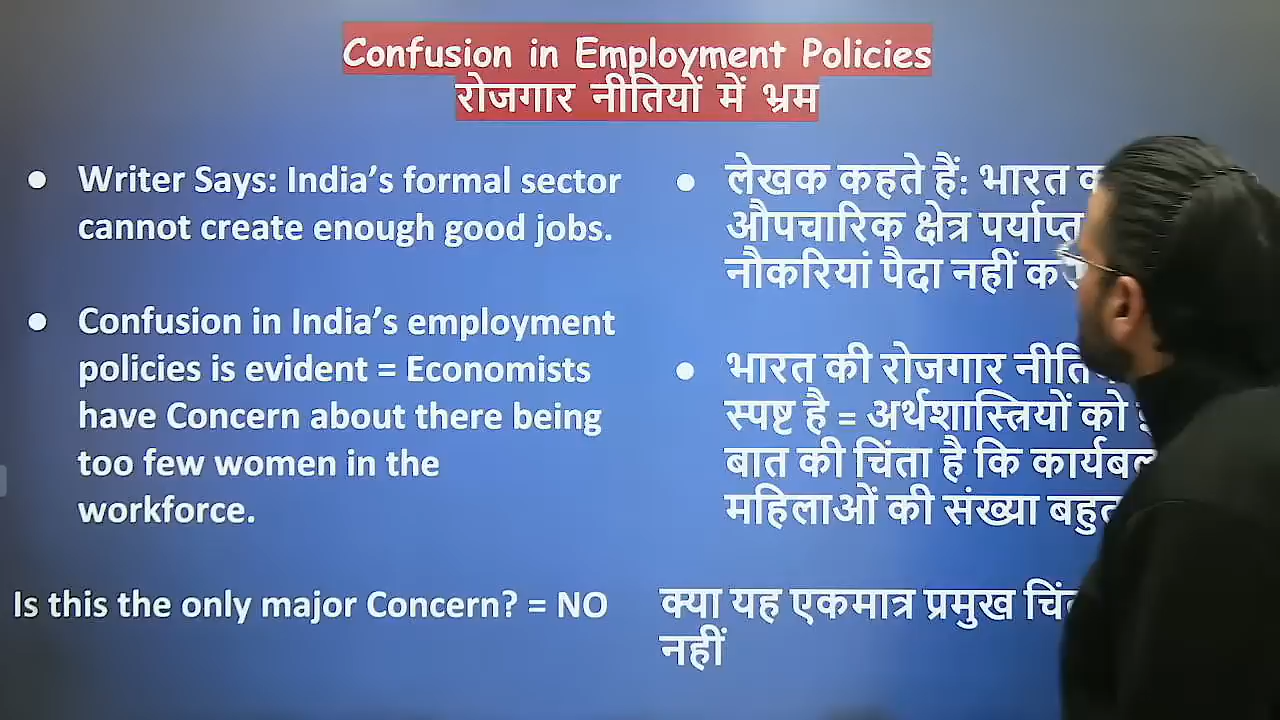 Confusion in Employment Policies
रोजगार नीतियों में भ्रम
● Writer Says: India’s formal sector
cannot create enough good jobs.
● Confusion in India’s employment
policies is evident = Economists
have Concern about there being
too few women in the
workforce.
Is this the only major Concern? = NO
● लेखक कहते हैं: भारत
औपचारिक क्षेत्र पर्याप्त
नौकरियां पैदा नहीं
● भारत की रोजगार
स्पष्ट है = अर्थशास्त्रियों को
बात की चिंता है कि
महिलाओं की संख्या
क्या यह एकमात्र प्रमुख
नहीं